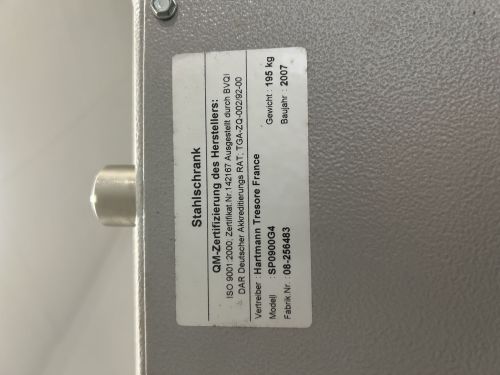 Stahlschrank
QM-Zertifizierung des Herstellers:
ISO 9001:2000, Zertifikat.Nr.142167 Ausgestellt durch BVQI
DAR Deutscher Akkreditierungs RAT: TGA-ZQ-002/92-00
Vertreiber : Hartmann Tresore France
Modell : SP0900G4 Gewicht : 195 kg
Fabrik.Nr. : 08-256483 Baujahr : 2007